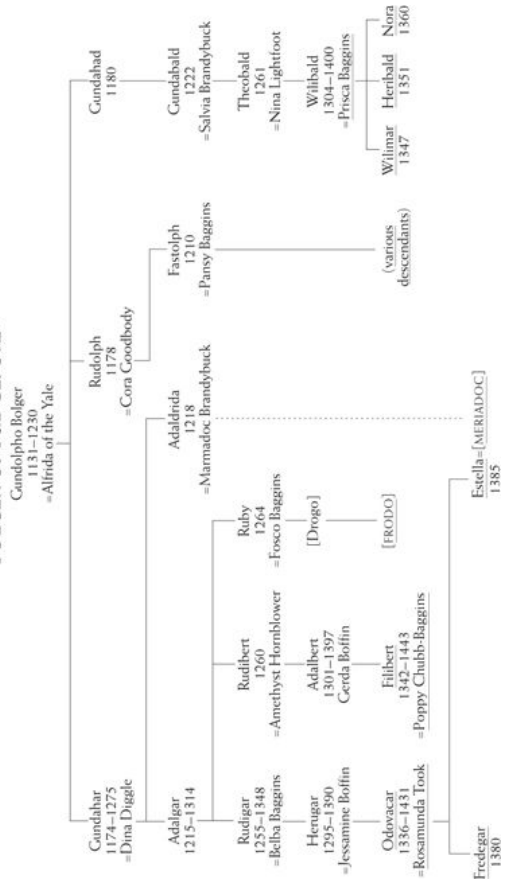 Gundolpho Bolger
1131–1230
=Alfrida of the Yale
Gundahar
1174–1275
=Dina Diggle
Rudolph
1178
=Cora Goodbody
Gundahad
1180
Adalgar
1215–1314
Adaldrida
1218
=Marmadoc Brandybuck
Fastolph
1210
=Pansy Baggins
Gundabald
1222
=Salvia Brandybuck
Rudigar
1255–1348
=Belba Baggins
Rudibert
1260
=Amethyst Hornblower
Ruby
1264
=Fosco Baggins
Theobald
1261
=Nina Lightfoot
Herugar
1295–1390
=Jessamine Boffin
Adalbert
1301–1397
Gerda Boffin
[Drogo]
Wilibald
1304–1400
=Prisca Baggins
Odovacar
1336–1431
=Rosamunda Took
Filibert
1342–1443
=Poppy Chubb-Baggins
[FRODO]
(various
descendants)
Wilimar
1347
Heribald
1351
Nora
1360
Fredegar
1380
Estella=[MERIADOC]
1385